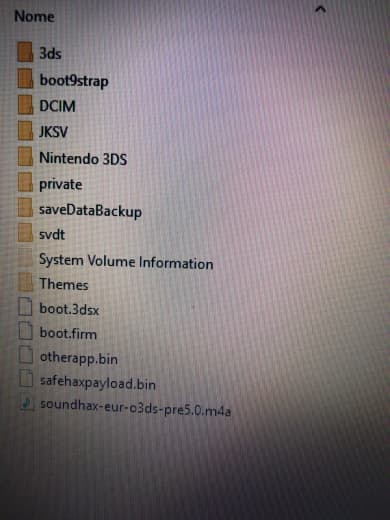 Nome
3ds
boot9strap
DCIM
JKSV
Nintendo 3DS
private
saveDataBackup
svdt
System Volume Information
Themes
boot.3dsx
boot.firm
otherapp.bin
safehaxpayload.bin
soundhax-eur-o3ds-pre5.0.m4a